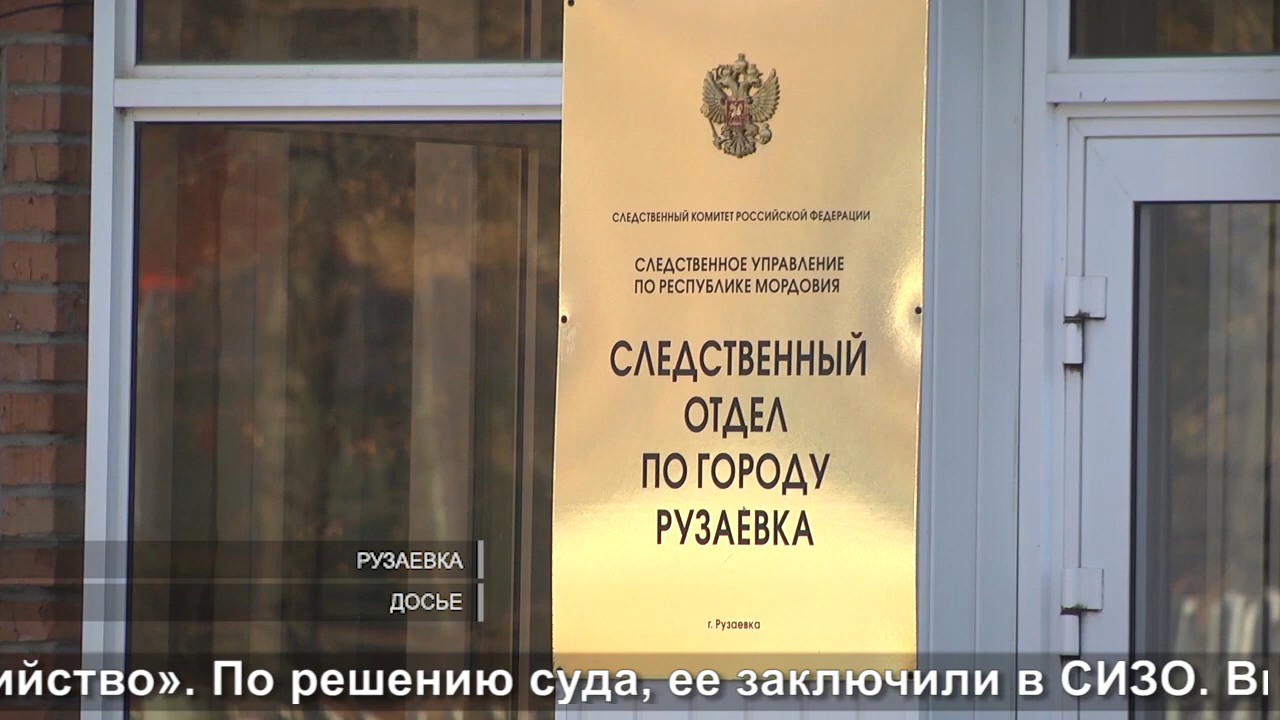 СЛЕДСТВЕННЫЙ КОМИТЕТ РОССИЙСКОЙ ФЕДЕРАЦИИ
СЛЕДСТВЕННОЕ УПРАВЛЕНИЕ
ПО РЕСПУБЛИКЕ МОРДОВИЯ
СЛЕДСТВЕННЫЙ
ОТДЕЛ
ПО ГОРОДУ
РУЗАЕВКА
г. Рузаевка
РУЗАЕВКА
ДОСЬЕ
ийство». По решению суда, ее заключили в СИЗО.